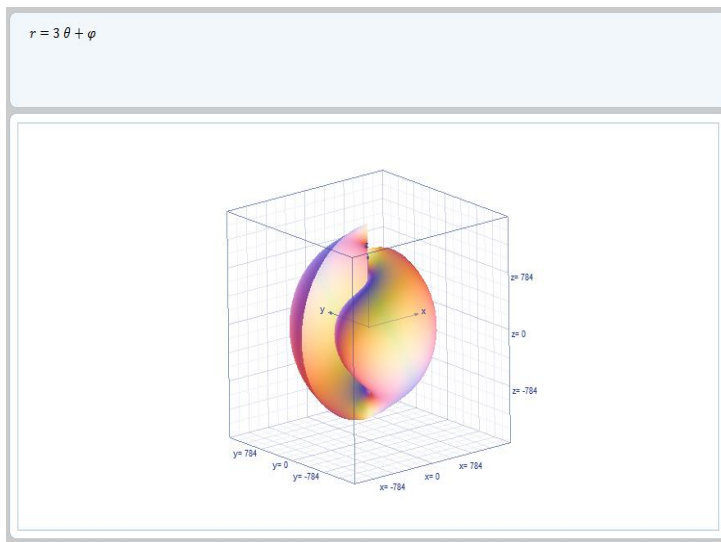 r = 3 θ + φ
z
y
x
z= 784
z= 0
z= -784
y= 784
y= 0
y= -784
x= 784
x= 0
x= -784